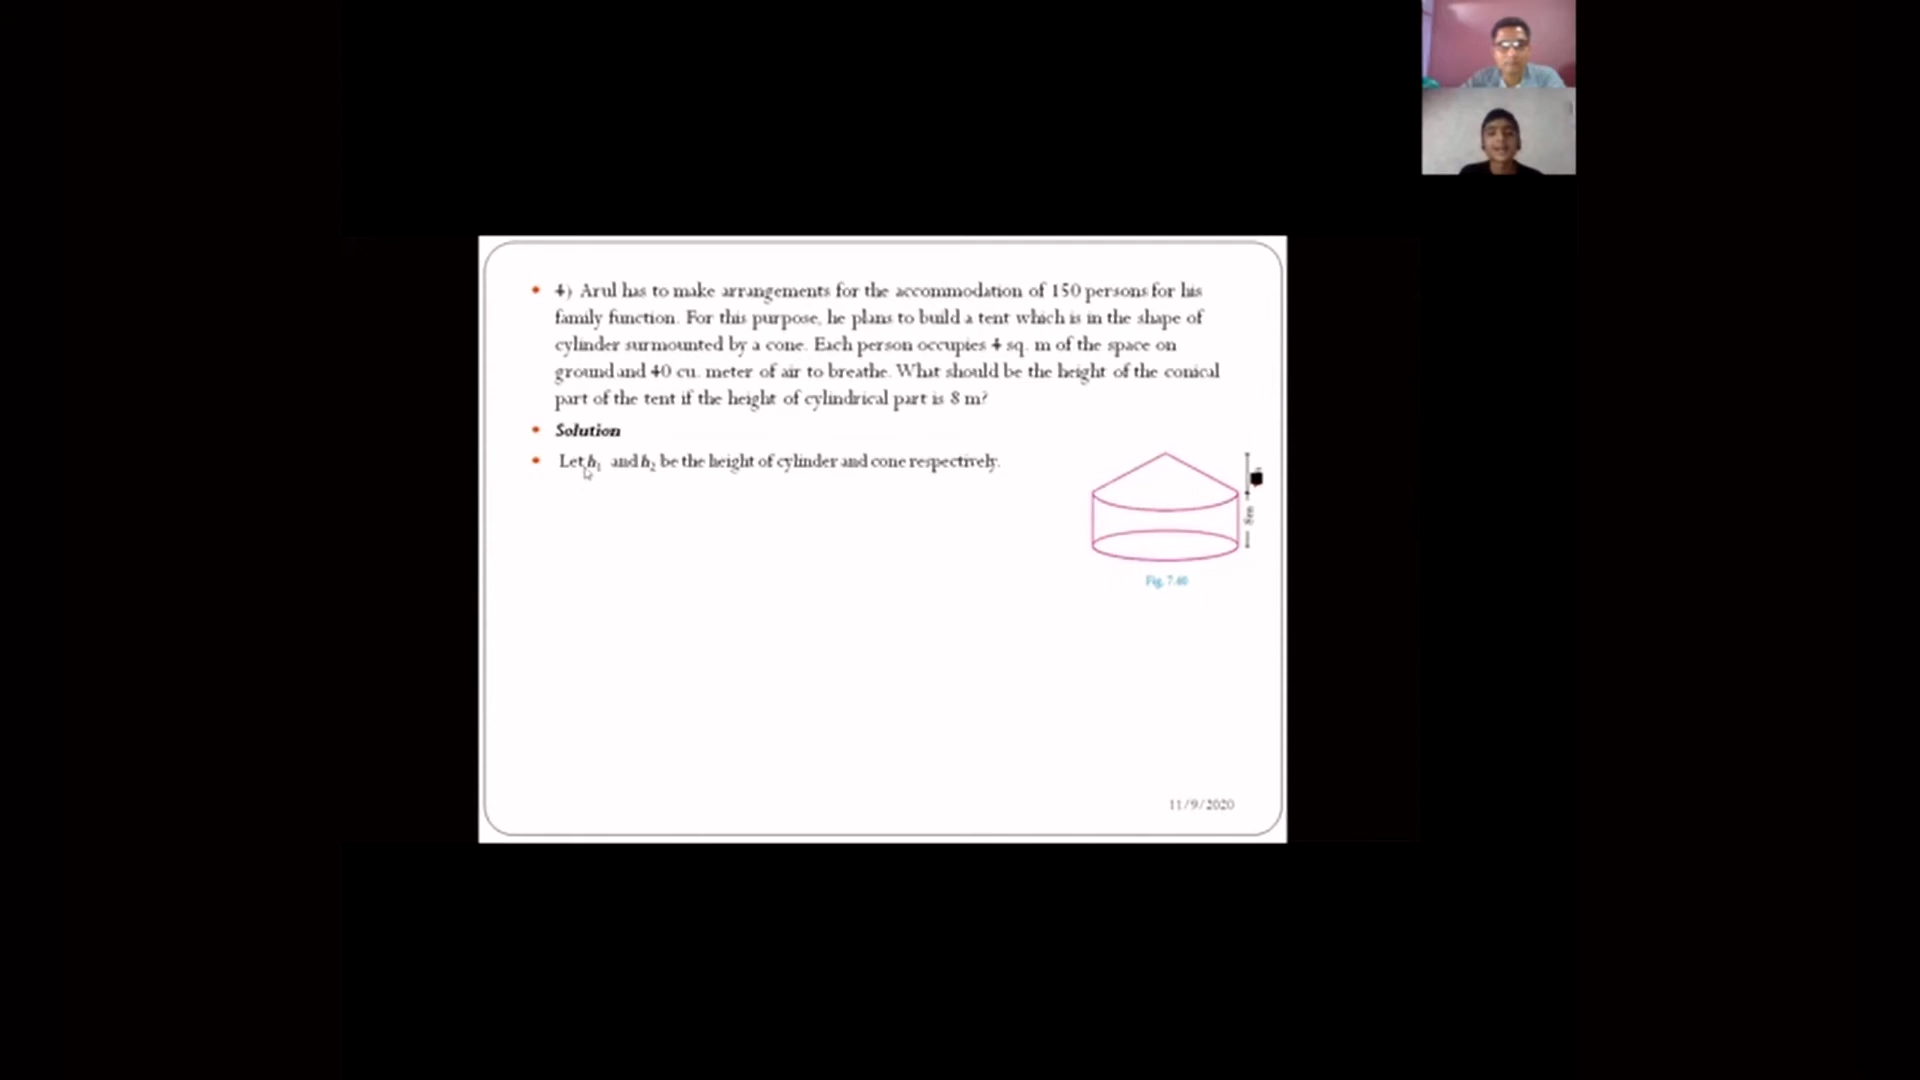 4) Arul has to make arrangements for the accommodation of 150 persons for his
family function. For this purpose, he plans to build a tent which is in the shape of
cylinder surmounted by a cone. Each person occupies 4 sq. m of the space on
ground and 40 cu. meter of air to breathe. What should be the height of the conical
part of the tent if the height of cylindrical part is 8 m?
Solution
Let h₁ and h₂ be the height of cylinder and cone respectively.
8m
Fig. 7.40
11/9/2020